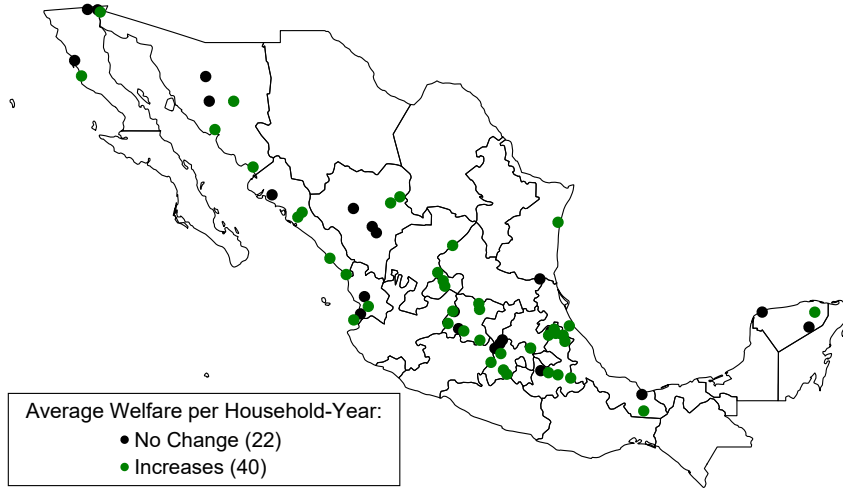 Average Welfare per Household-Year:
No Change (22)
Increases (40)